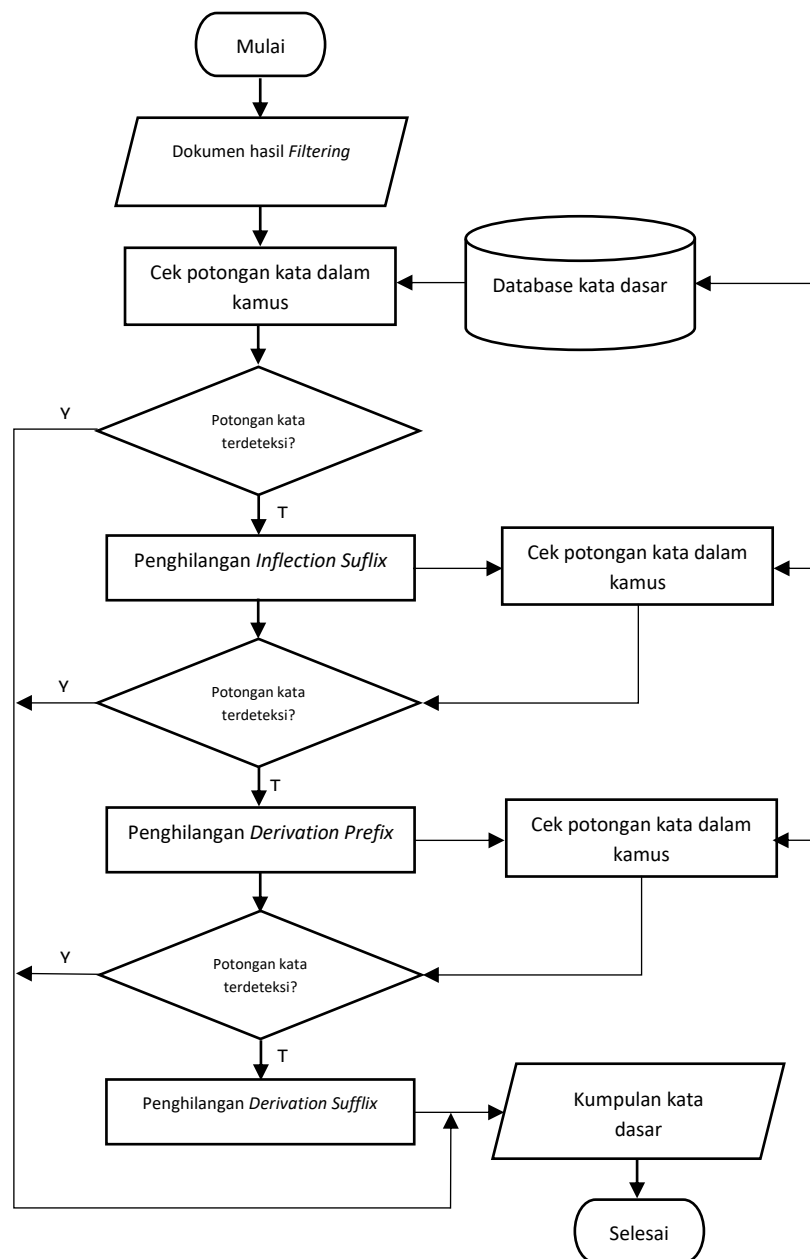 Mulai
Dokumen hasil Filtering
Cek potongan kata dalam
kamus
Database kata dasar
Y
Potongan kata
terdeteksi?
T
Penghilangan Inflection Suflix
Cek potongan kata dalam
kamus
Y
Potongan kata
terdeteksi?
T
Penghilangan Derivation Prefix
Cek potongan kata dalam
kamus
Y
Potongan kata
terdeteksi?
T
Penghilangan Derivation Sufflix
Kumpulan kata
dasar
Selesai